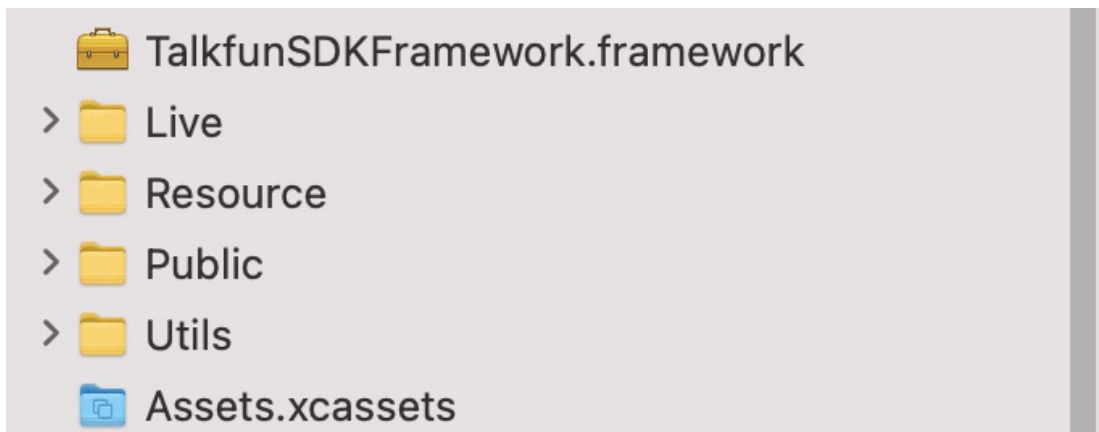 TalkfunSDKFramework.framework
Live
Resource
Public
Utils
Assets.xcassets